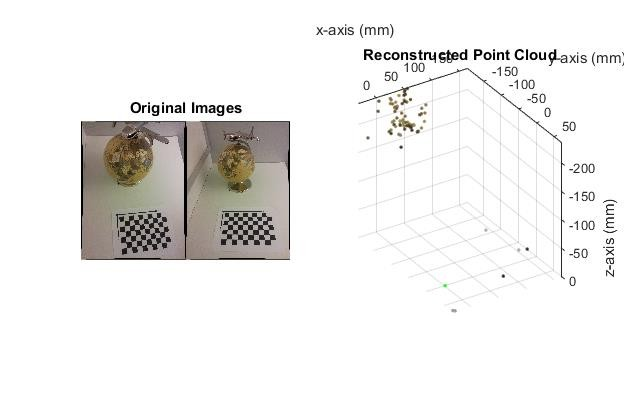 Original Images
x-axis (mm)
Reconstructed Point Cloud
y-axis (mm)
0
50
100
150
-150
-100
-50
0
50
-200
-150
-100
-50
0
z-axis (mm)